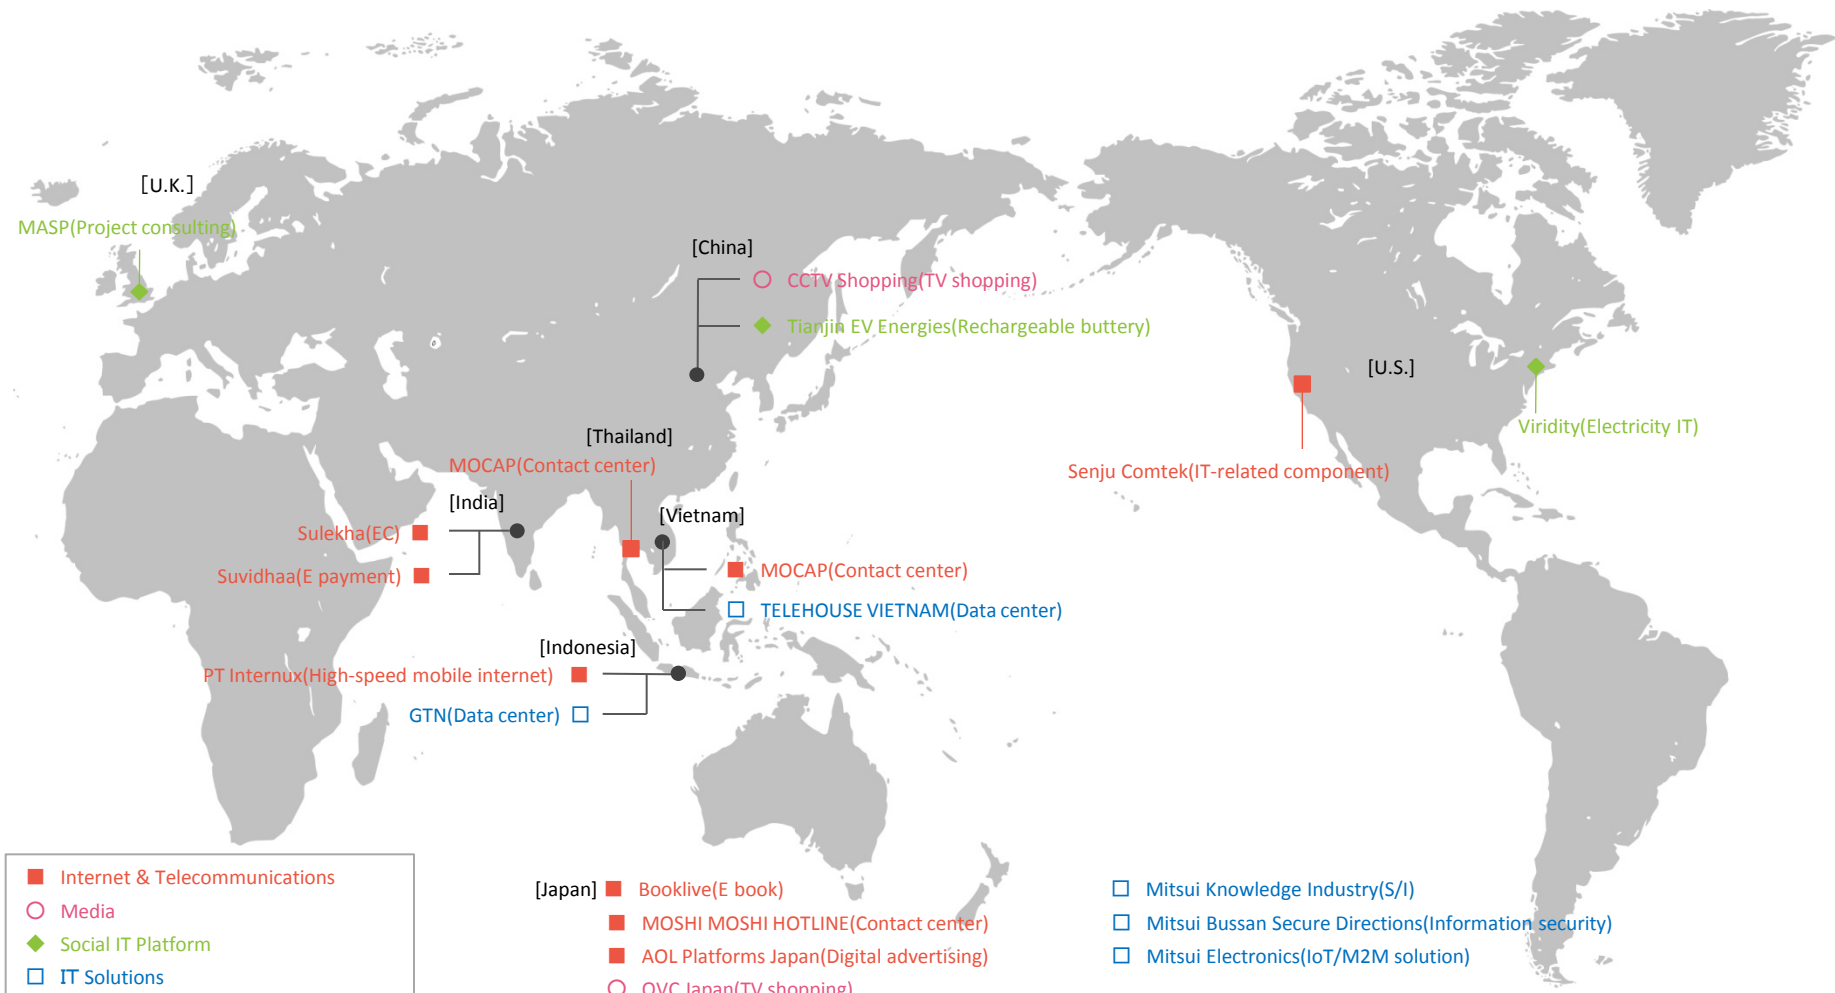 [U.K.]
MASP(Project consulting)
[China]
CCTV Shopping(TV shopping)
Tianjin EV Energies(Rechargeable buttery)
[U.S.]
Viridity(Electricity IT)
Senju Comtek(IT-related component)
[Thailand]
MOCAP(Contact center)
[India]
Sulekha(EC)
Suvidhaa(E payment)
[Vietnam]
MOCAP(Contact center)
TELEHOUSE VIETNAM(Data center)
[Indonesia]
PT Internux(High-speed mobile internet)
GTN(Data center)
Internet & Telecommunications
Media
Social IT Platform
IT Solutions
[Japan] Booklive(E book)
MOSHI MOSHI HOTLINE(Contact center)
AOL Platforms Japan(Digital advertising)
QVC Japan(TV shopping)
Mitsui Knowledge Industry(S/I)
Mitsui Bussan Secure Directions(Information security)
Mitsui Electronics(IoT/M2M solution)